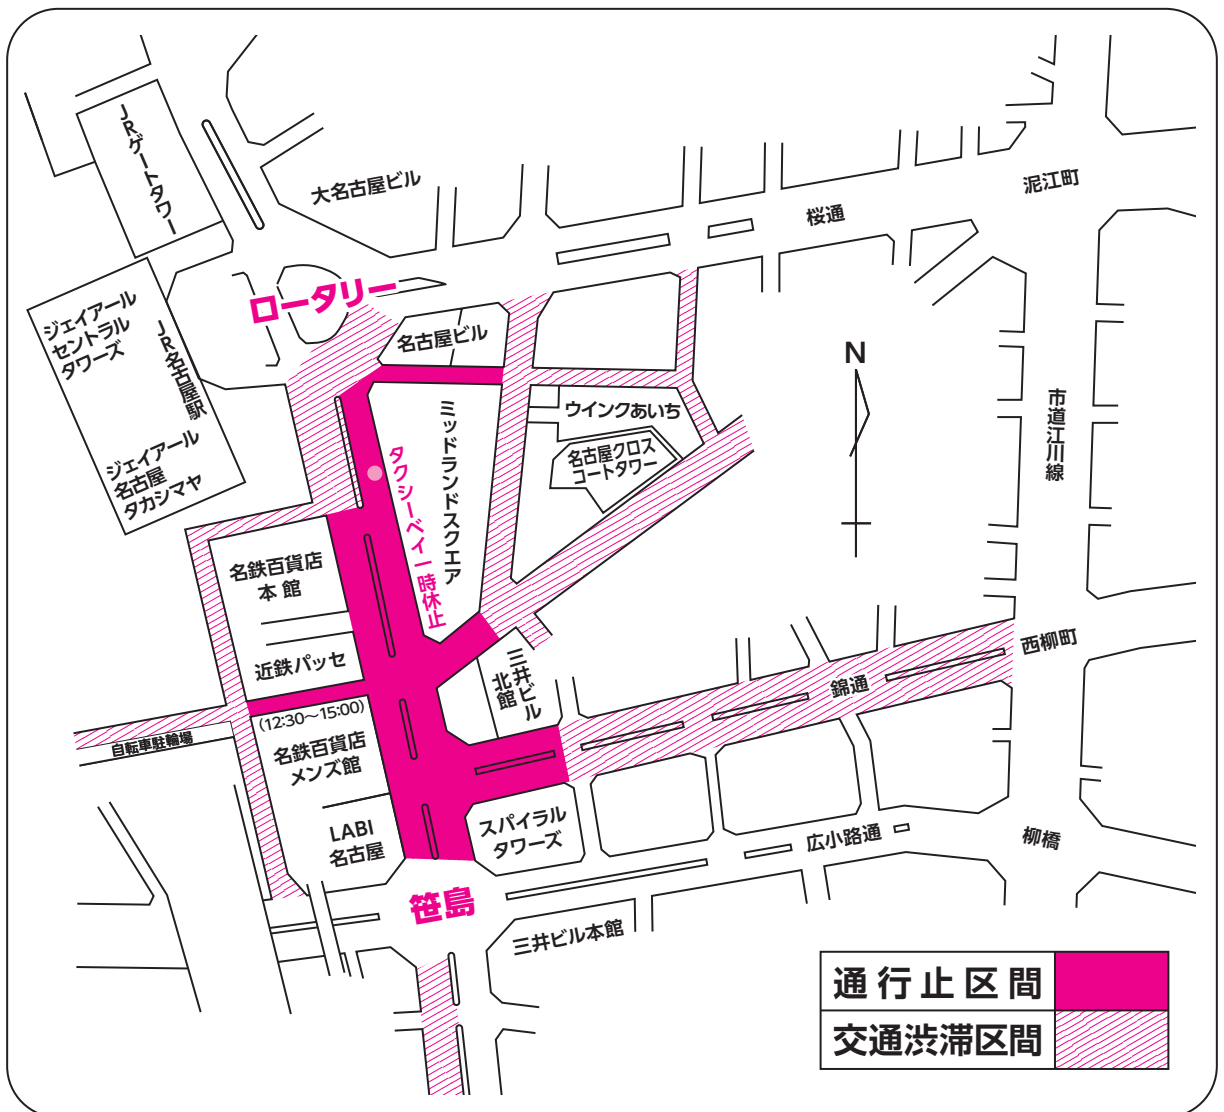 JRゲートタワー
大名古屋ビル
桜通
泥江町
ロータリー
ジェイアール
セントラル
タワーズ
JR名古屋駅
ジェイアール
名古屋
タカシマヤ
名古屋ビル
ミッドランドスクエア
タクシーベイ一時休止
ウインクあいち
名古屋クロス
コートタワー
N
市道江川線
名鉄百貨店
本館
近鉄パッセ
(12:30〜15:00)
名鉄百貨店
メンズ館
自転車駐輪場
LABI
名古屋
三井ビル
北館
錦通
西柳町
スパイラル
タワーズ
広小路通
柳橋
笹島
三井ビル本館
通行止区間
交通渋滞区間